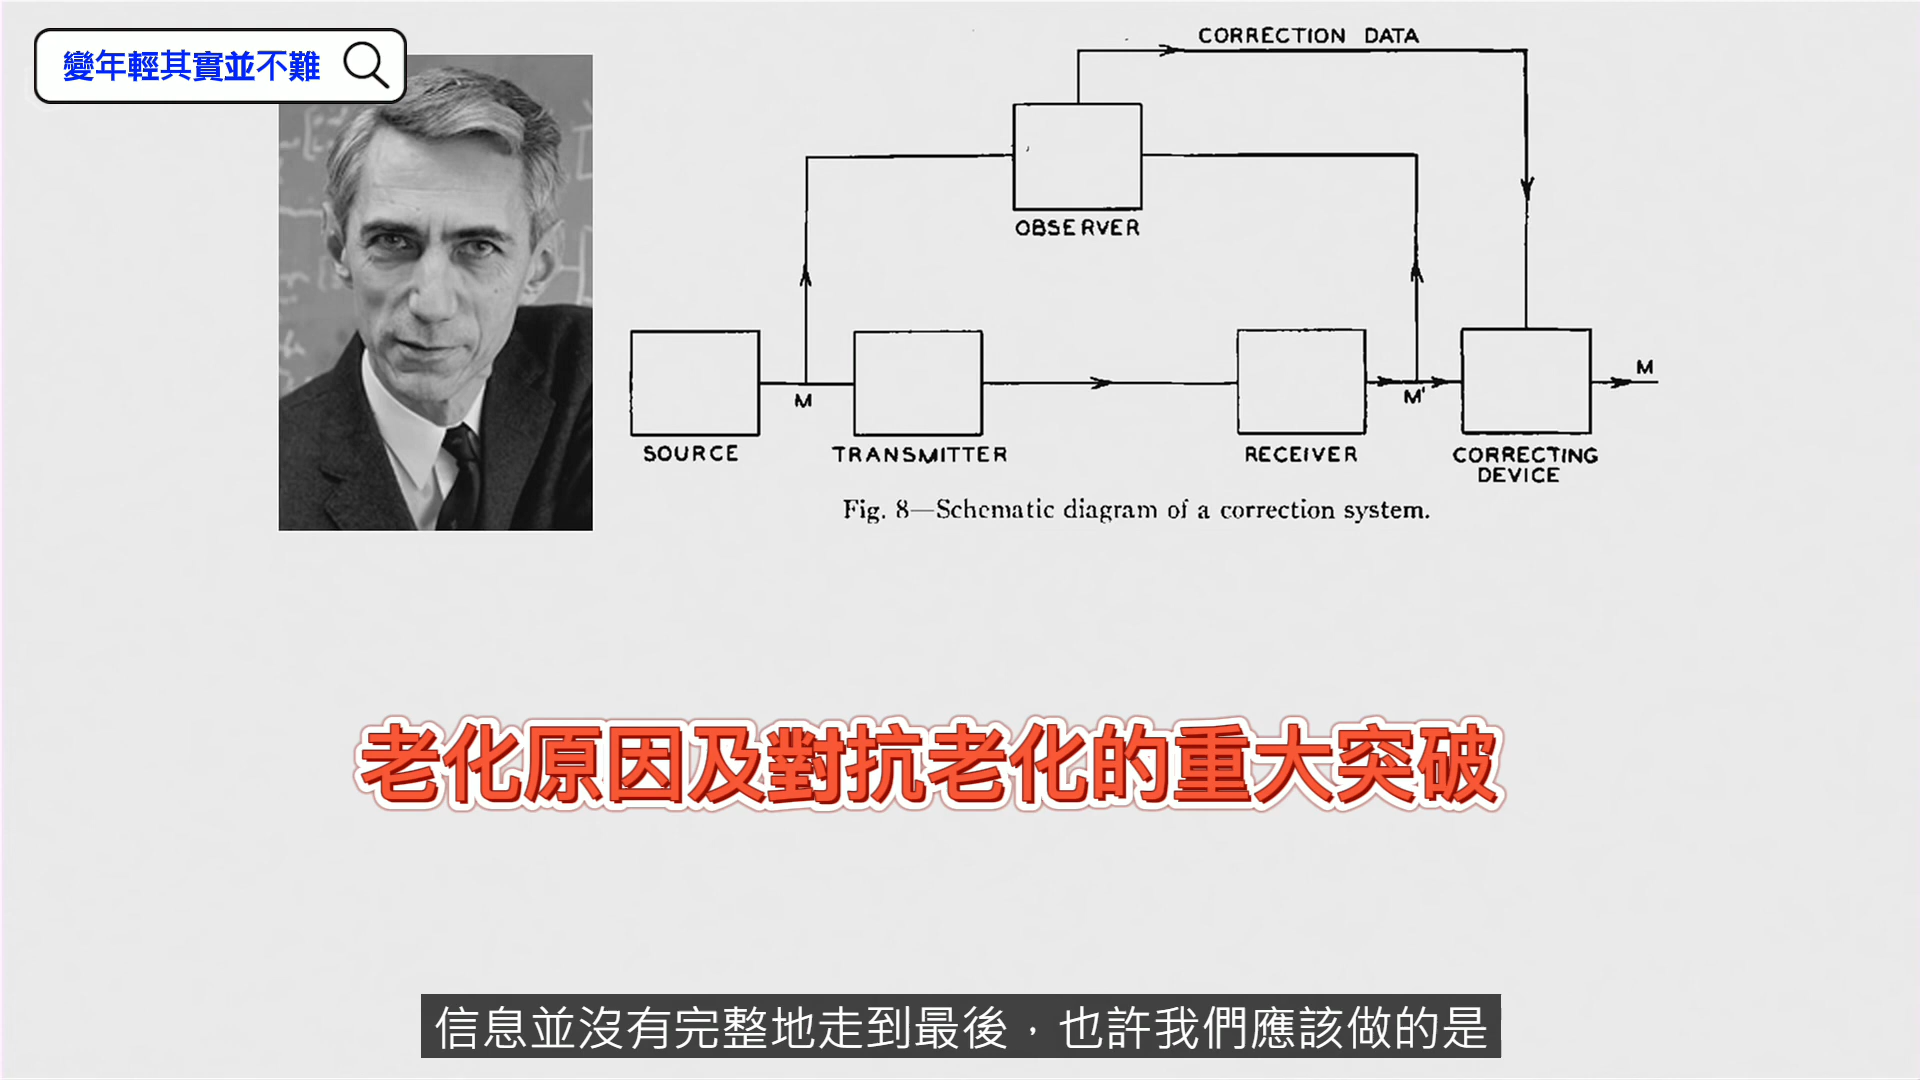 變年輕其實並不難
CORRECTION DATA
OBSERVER
M
M'
M
SOURCE
TRANSMITTER
RECEIVER
CORRECTING
DEVICE
Fig. 8—Schematic diagram of a correction system.
老化原因及對抗老化的重大突破
信息並沒有完整地走到最後，也許我們應該做的是